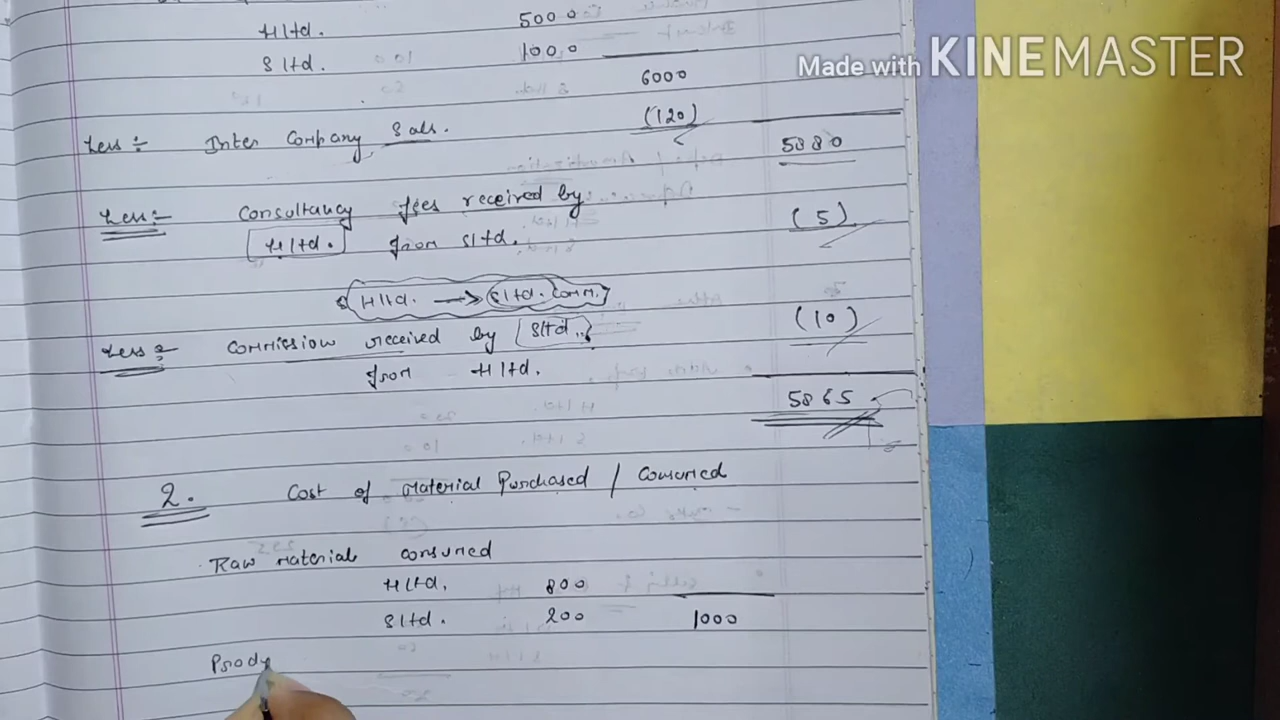 H Ltd. 5000
S Ltd. 1000
6000
Made with KINEMASTER
Less :- Inter Company Sals. (120)
5880
Less :- Consultancy fees received by
H Ltd. from S Ltd. (5)
H Ltd. → S Ltd. Comm.
Less :- Commission received by S Ltd. (10)
from H Ltd.
5865
2. Cost of Material Purchased / Consumed
Raw Materials consumed
H Ltd. 800
S Ltd. 200 1000
Prody